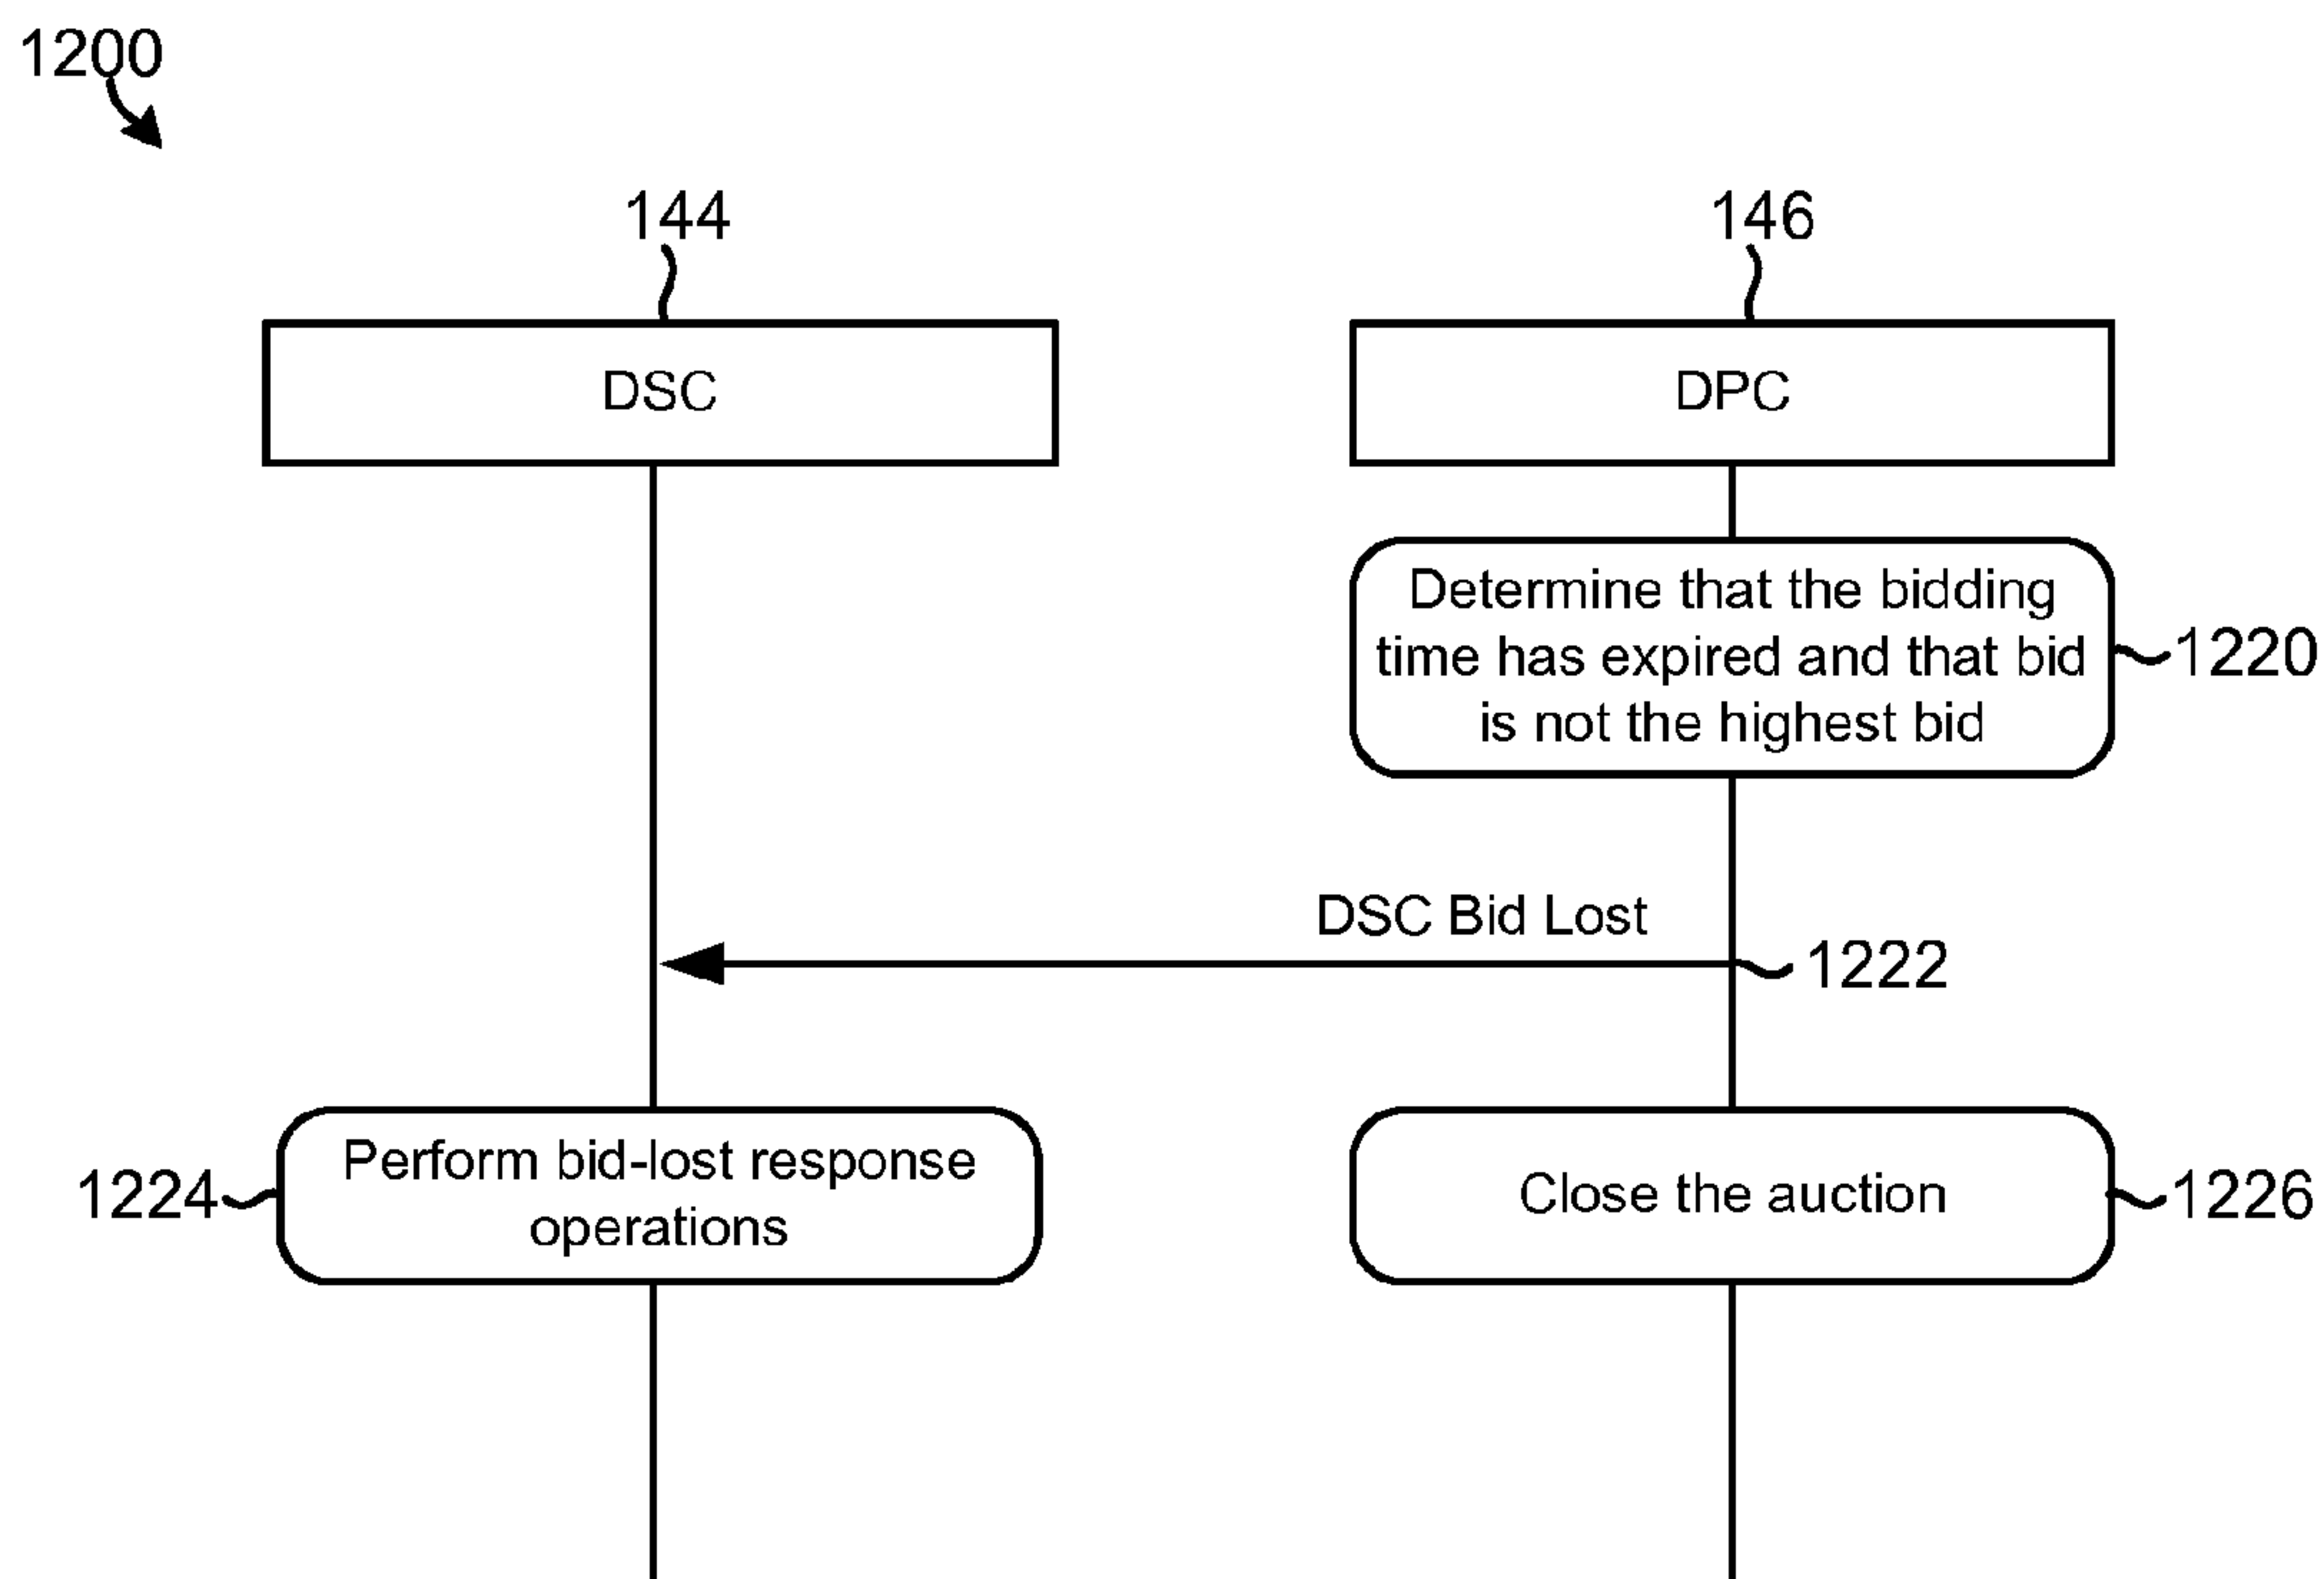 1200
144
146
DSC
DPC
Determine that the bidding
time has expired and that bid
is not the highest bid
1220
DSC Bid Lost
1222
1224
Perform bid-lost response
operations
Close the auction
1226